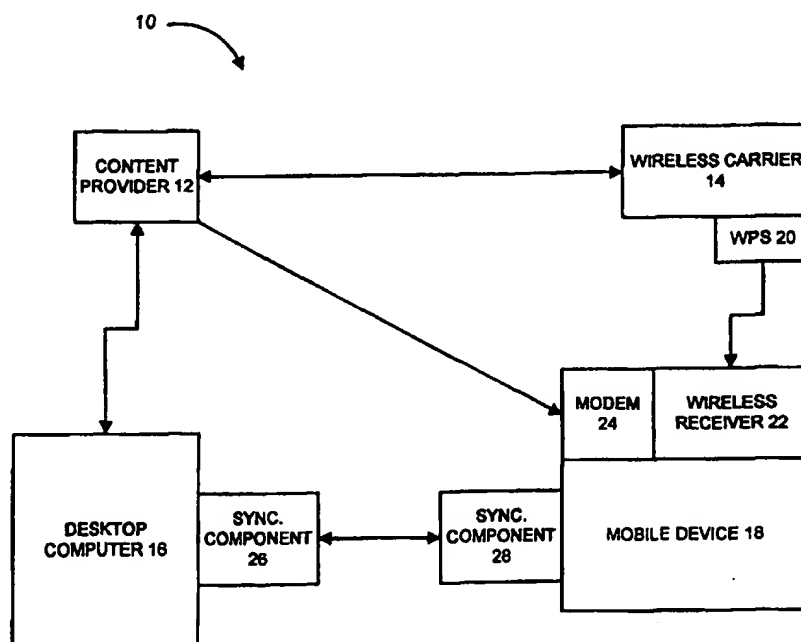 10
CONTENT
PROVIDER 12
WIRELESS CARRIER
14
WPS 20
MODEM
24
WIRELESS
RECEIVER 22
DESKTOP
COMPUTER 16
SYNC.
COMPONENT
26
SYNC.
COMPONENT
28
MOBILE DEVICE 18